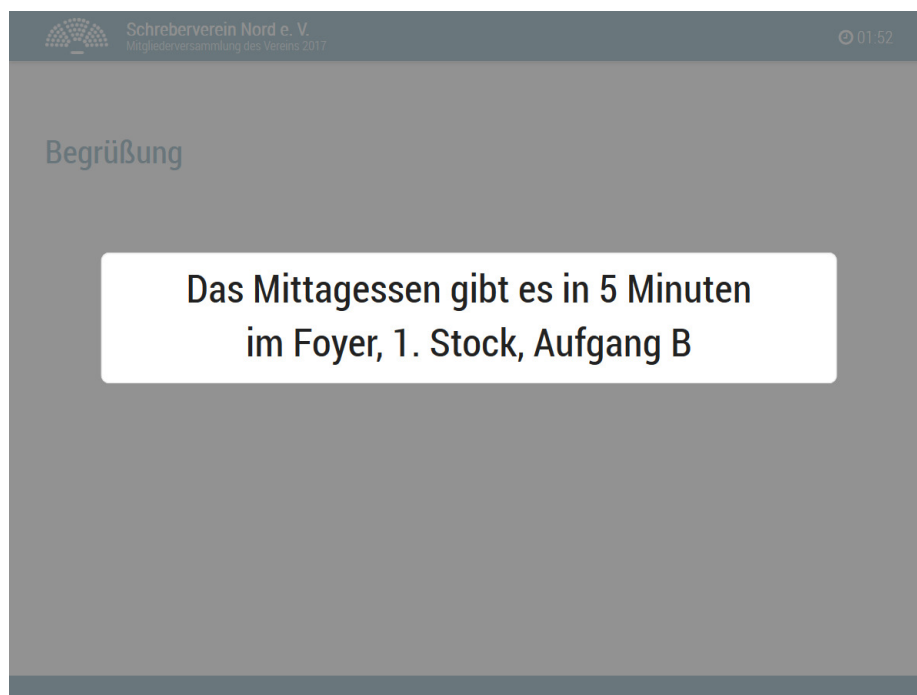 Schreberverein Nord e. V.
Mitgliederversammlung des Vereins 2017
01:52
Begrüßung
Das Mittagessen gibt es in 5 Minuten
im Foyer, 1. Stock, Aufgang B